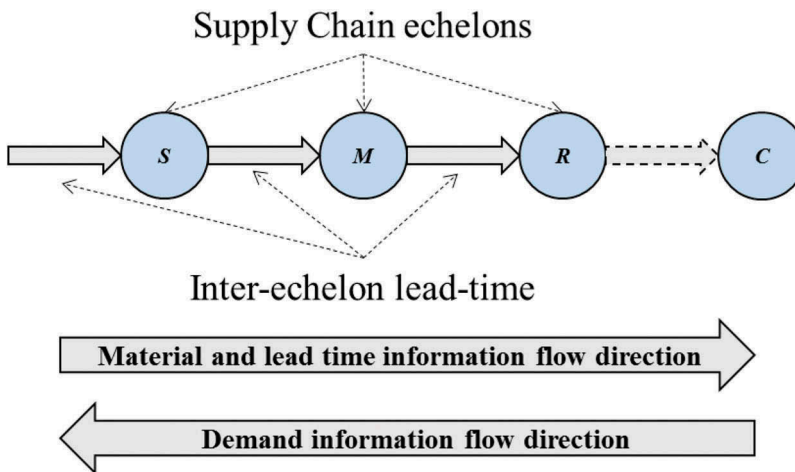 Supply Chain echelons
S M R C
Inter-echelon lead-time
Material and lead time information flow direction
Demand information flow direction